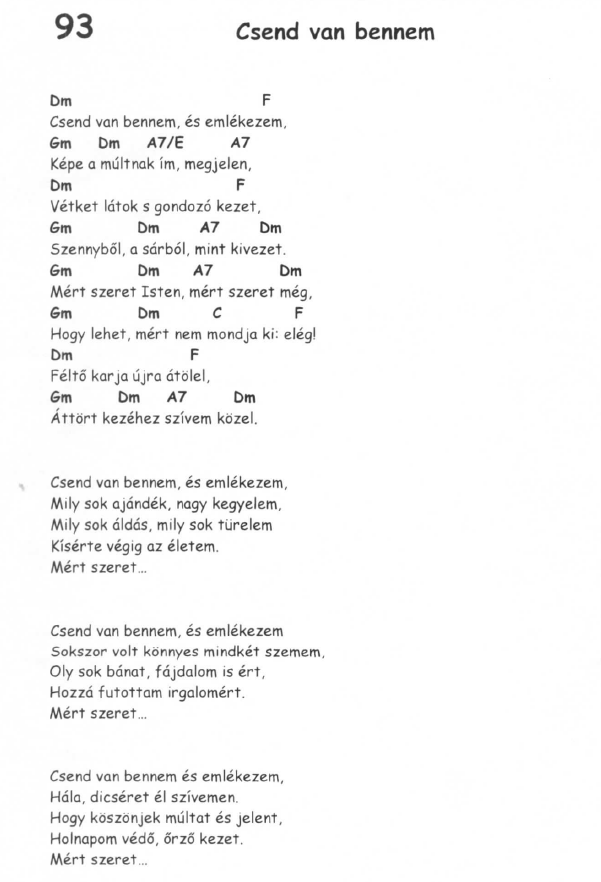 93 Csend van bennem
Dm F
Csend van bennem, és emlékezem,
Gm Dm A7/E A7
Képe a múltnak ím, megjelen,
Dm F
Vétket látok s gondozó kezet,
Gm Dm A7 Dm
Szennyből, a sárból, mint kivezet.
Gm Dm A7 Dm
Mért szeret Isten, mért szeret még,
Gm Dm C F
Hogy lehet, mért nem mondja ki: elég!
Dm F
Féltő karja újra átölel,
Gm Dm A7 Dm
Áttört kezéhez szívem közel.
Csend van bennem, és emlékezem,
Mily sok ajándék, nagy kegyelem,
Mily sok áldás, mily sok türelem
Kísérte végig az életem.
Mért szeret...
Csend van bennem, és emlékezem
Sokszor volt könnyes mindkét szemem,
Oly sok bánat, fájdalom is ért,
Hozzá futottam irgalomért.
Mért szeret...
Csend van bennem és emlékezem,
Hála, dicséret él szívemen.
Hogy köszönjek múltat és jelent,
Holnapom védő, őrző kezet.
Mért szeret...